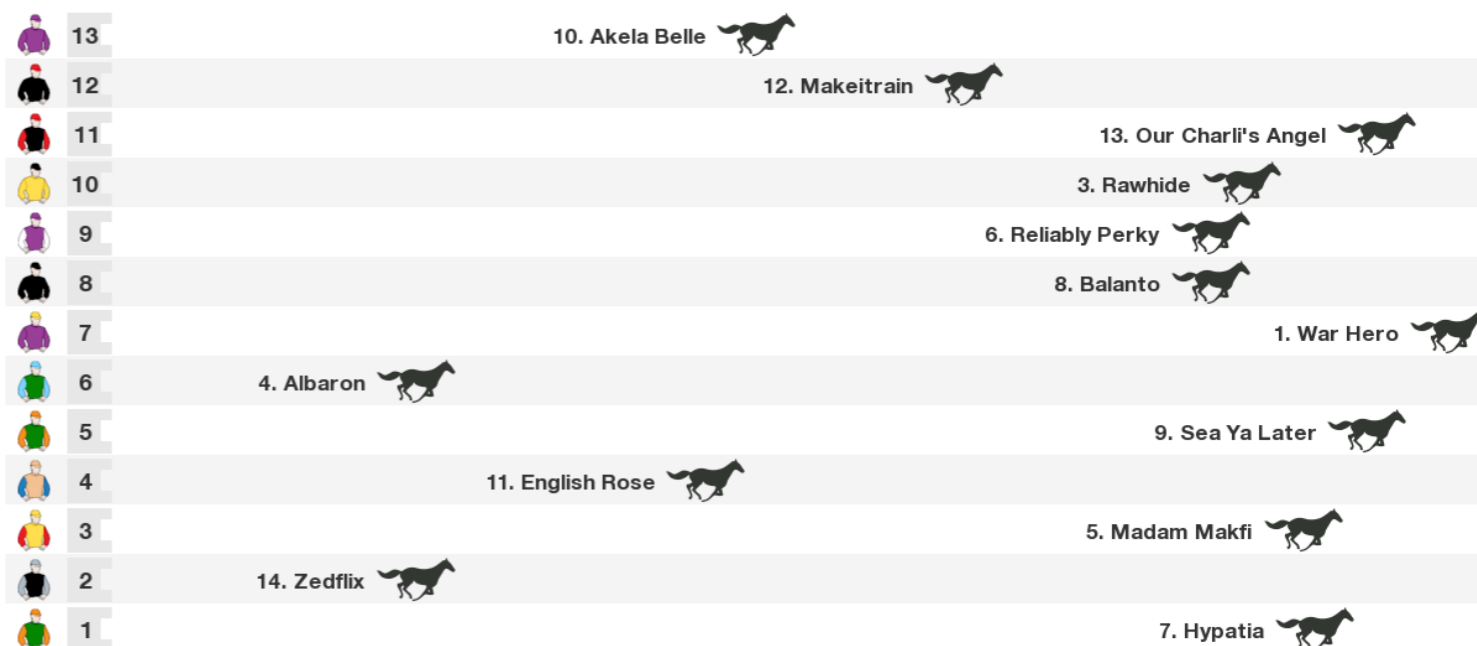 13 10. Akela Belle
12 12. Makeitrain
11 13. Our Charli's Angel
10 3. Rawhide
9 6. Reliably Perky
8 8. Balanto
7 1. War Hero
6 4. Albaron
5 9. Sea Ya Later
4 11. English Rose
3 5. Madam Makfi
2 14. Zedflix
1 7. Hypatia